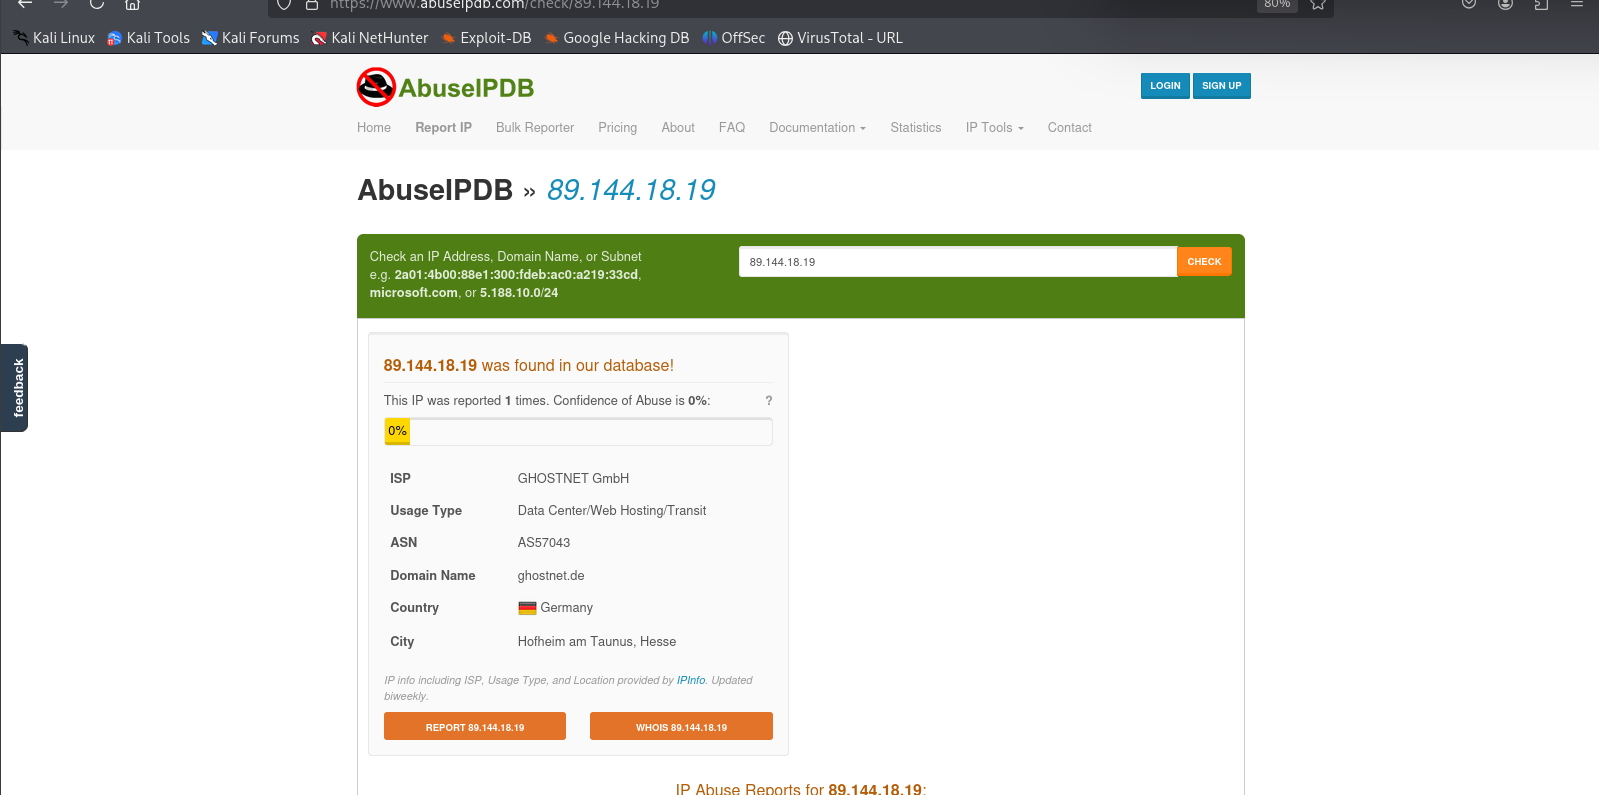 https://www.abuseipdb.com/check/89.144.18.19 80%
Kali Linux Kali Tools Kali Forums Kali NetHunter Exploit-DB Google Hacking DB OffSec VirusTotal - URL
AbuseIPDB
LOGIN SIGN UP
Home Report IP Bulk Reporter Pricing About FAQ Documentation Statistics IP Tools Contact
AbuseIPDB » 89.144.18.19
Check an IP Address, Domain Name, or Subnet
e.g. 2a01:4b00:88e1:300:fdeb:ac0:a219:33cd,
microsoft.com, or 5.188.10.0/24
89.144.18.19 CHECK
feedback
89.144.18.19 was found in our database!
This IP was reported 1 times. Confidence of Abuse is 0%: ?
0%
ISP GHOSTNET GmbH
Usage Type Data Center/Web Hosting/Transit
ASN AS57043
Domain Name ghostnet.de
Country Germany
City Hofheim am Taunus, Hesse
IP info including ISP, Usage Type, and Location provided by IPInfo. Updated
biweekly.
REPORT 89.144.18.19 WHOIS 89.144.18.19
IP Abuse Reports for 89.144.18.19: